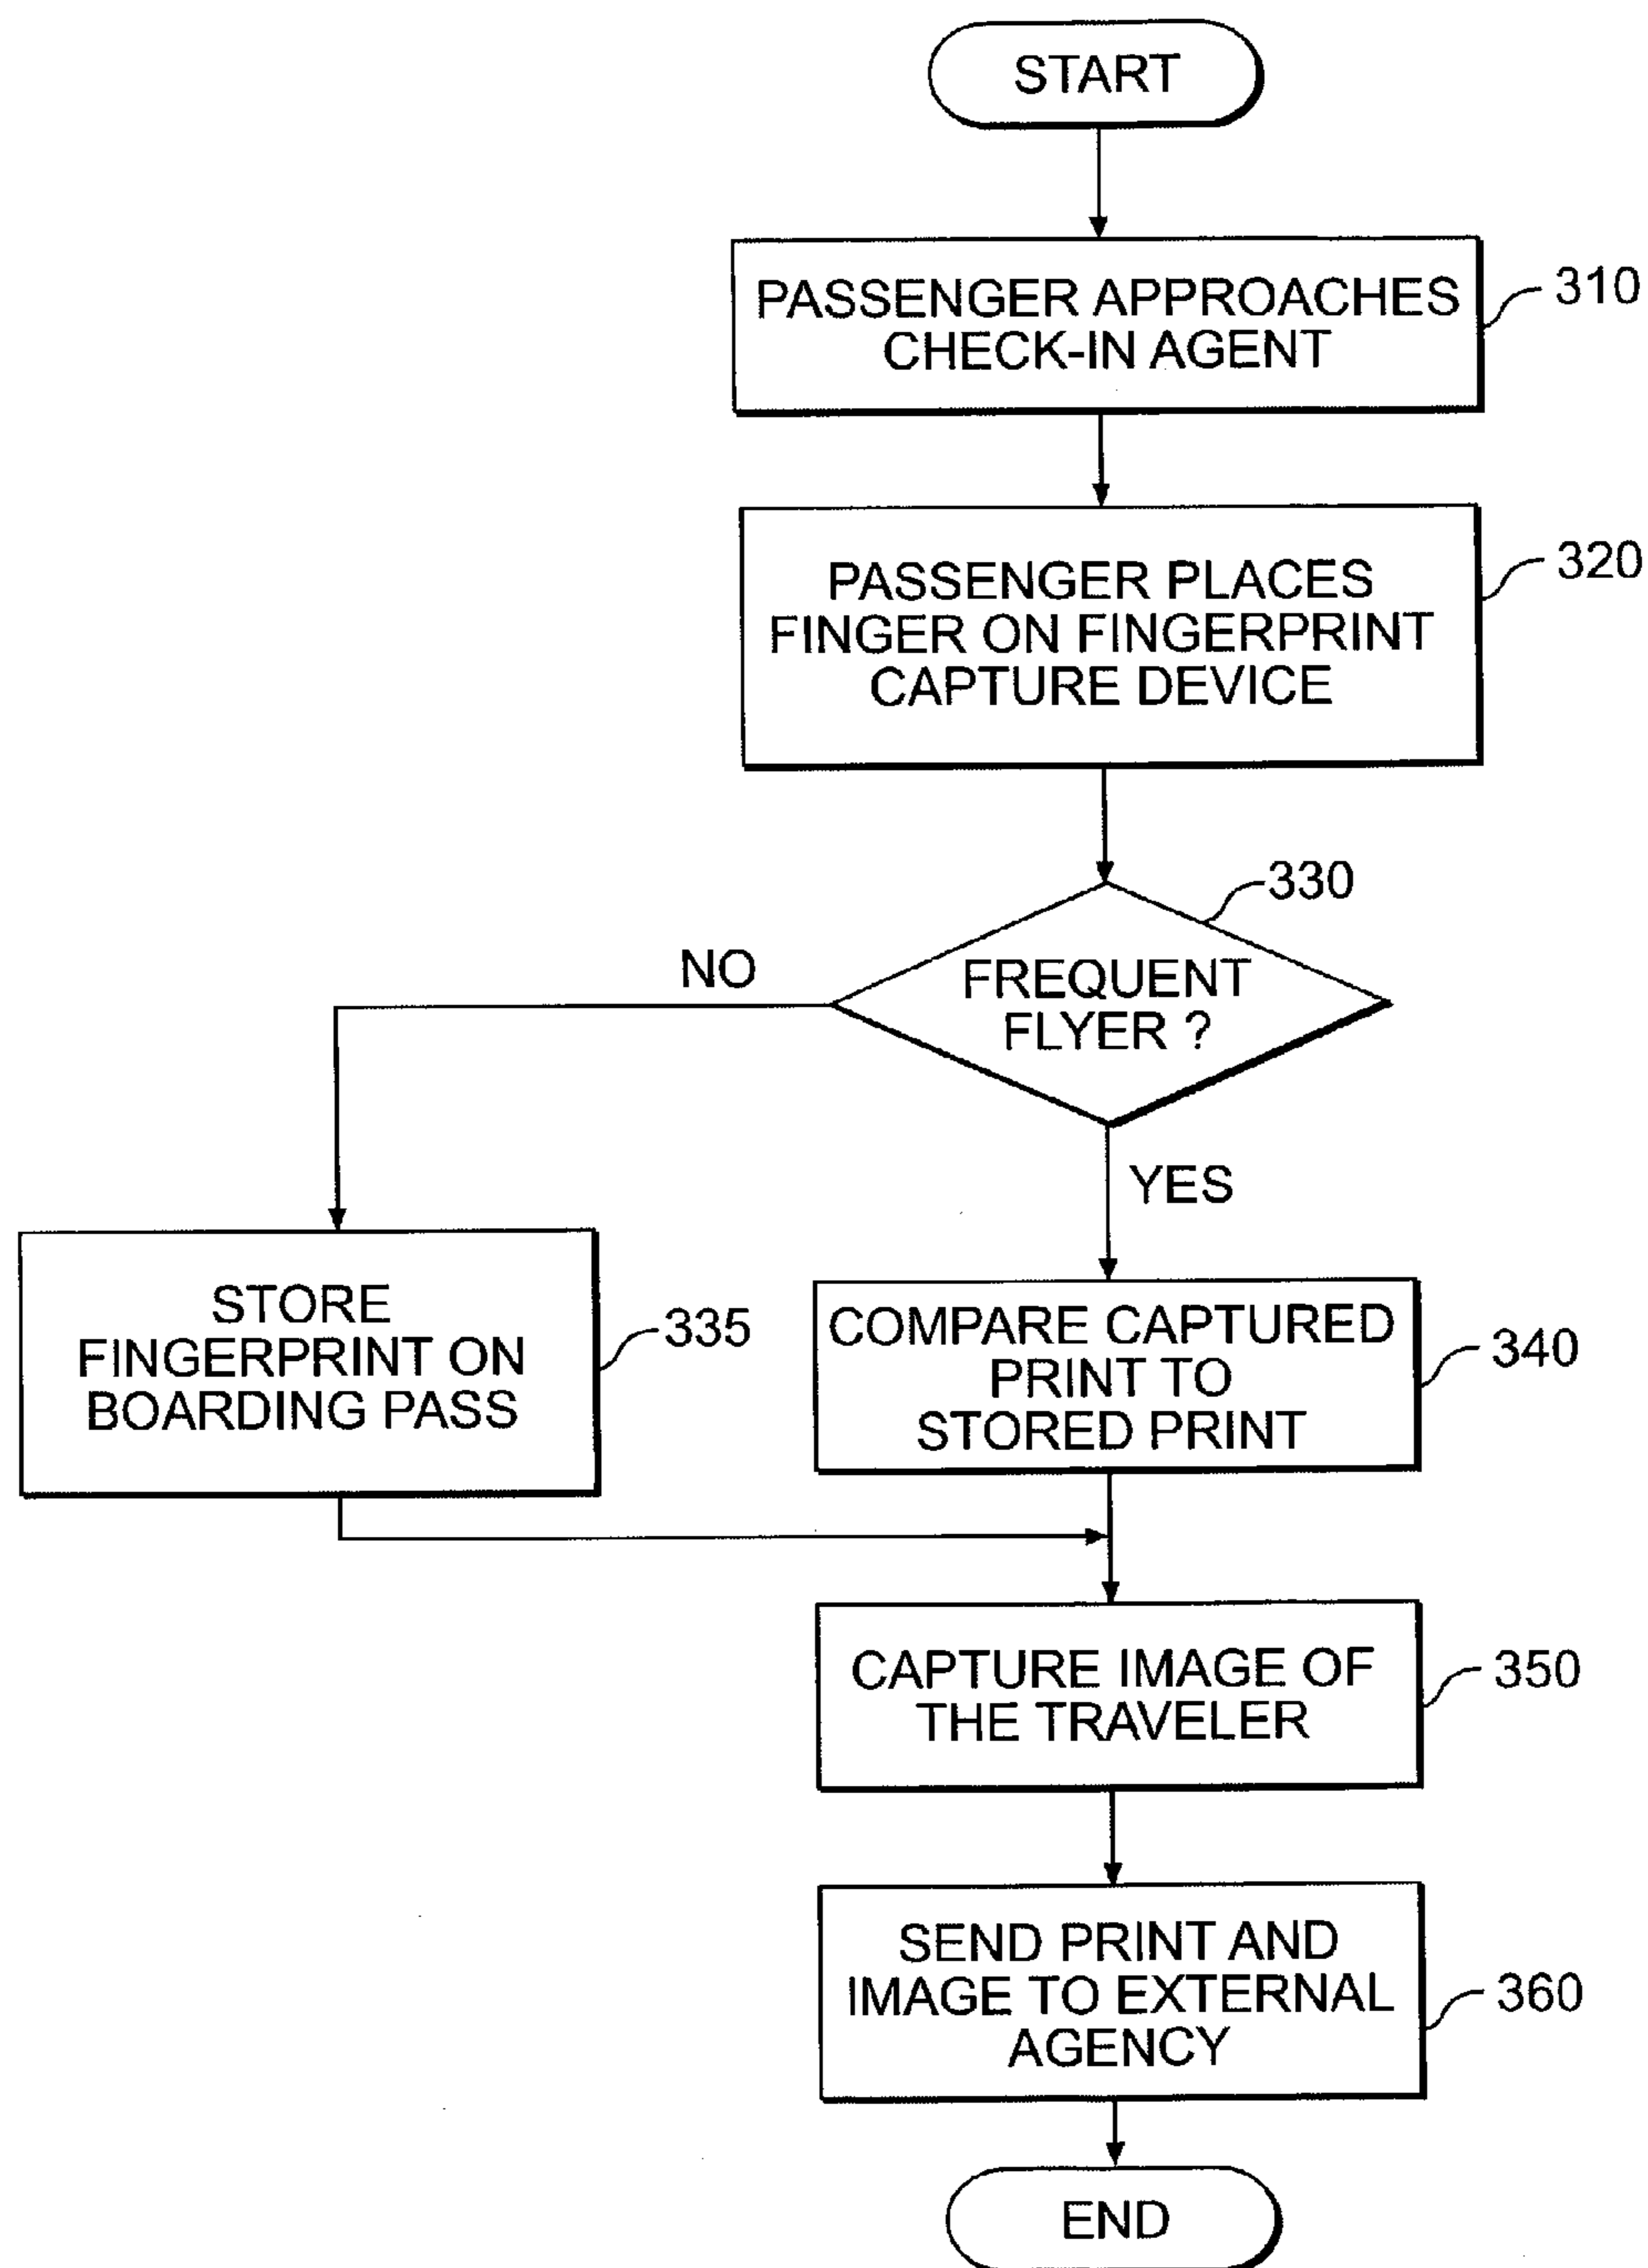 START
PASSENGER APPROACHES
CHECK-IN AGENT
310
PASSENGER PLACES
FINGER ON FINGERPRINT
CAPTURE DEVICE
320
330
FREQUENT
FLYER ?
NO
YES
STORE
FINGERPRINT ON
BOARDING PASS
335
COMPARE CAPTURED
PRINT TO
STORED PRINT
340
CAPTURE IMAGE OF
THE TRAVELER
350
SEND PRINT AND
IMAGE TO EXTERNAL
AGENCY
360
END